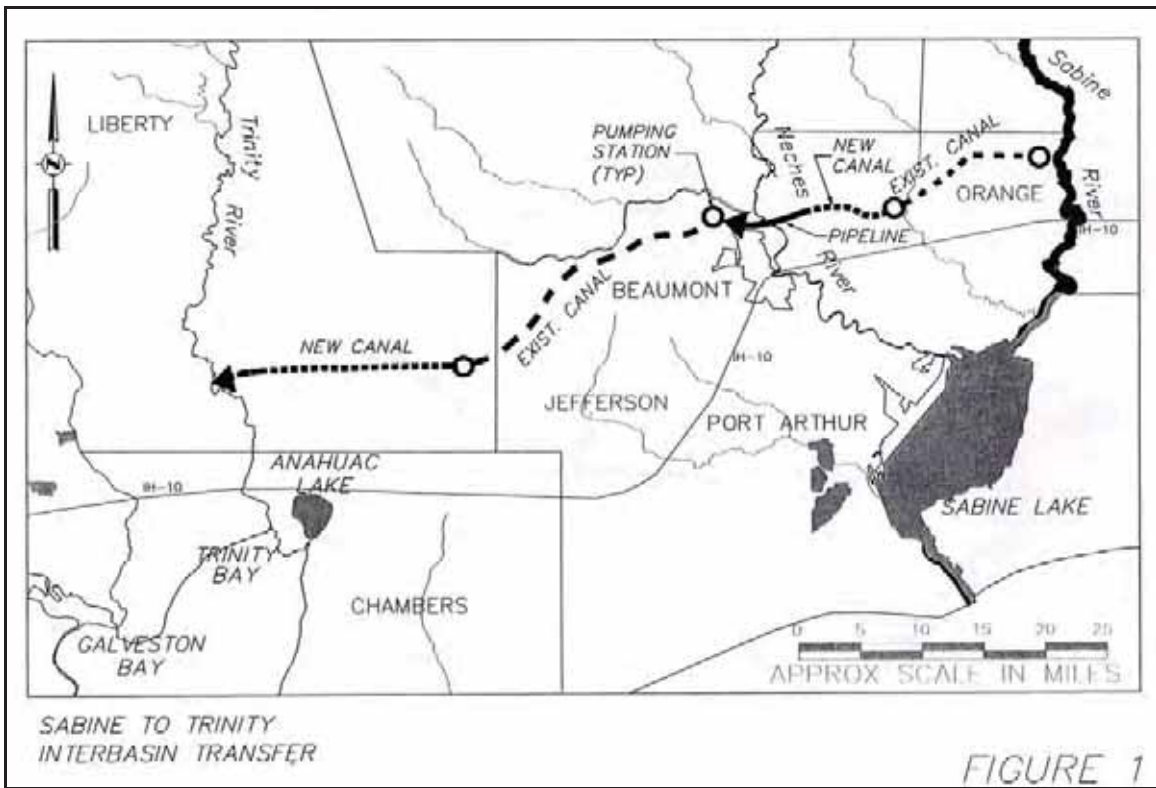 Sabine
River
LIBERTY
Trinity
River
N
PUMPING
STATION
(TYP)
Neches
River
NEW
CANAL
EXIST. CANAL
ORANGE
IH-10
PIPELINE
BEAUMONT
EXIST. CANAL
NEW CANAL
IH-10
JEFFERSON
PORT ARTHUR
ANAHUAC
LAKE
IH-10
SABINE LAKE
TRINITY
BAY
CHAMBERS
GALVESTON
BAY
0 5 10 15 20 25
APPROX SCALE IN MILES
SABINE TO TRINITY
INTERBASIN TRANSFER
FIGURE 1